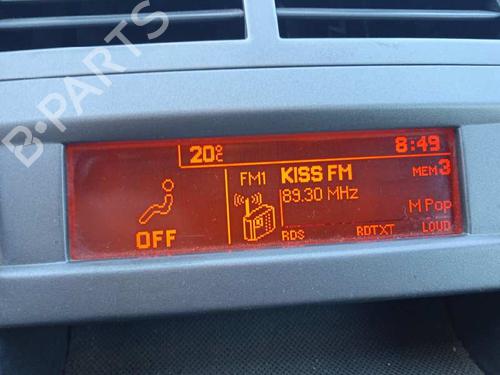 B-PARTS
20°C
8:49
FM1
KISS FM
MEM3
89.30 MHz
M Pop
OFF
RDS
RDTXT
LOUD